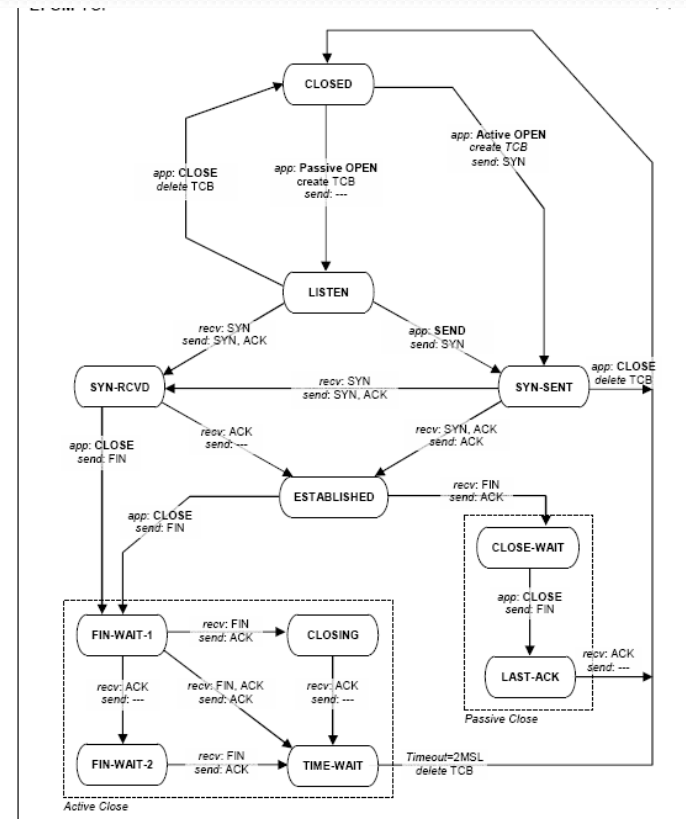 CLOSED
app: Active OPEN
create TCB
send: SYN
app: CLOSE
delete TCB
app: Passive OPEN
create TCB
send: ---
LISTEN
recv: SYN
send: SYN, ACK
app: SEND
send: SYN
SYN-RCVD
recv: SYN
send: SYN, ACK
SYN-SENT
app: CLOSE
delete TCB
app: CLOSE
send: FIN
recv: ACK
send: ---
recv: SYN, ACK
send: ACK
ESTABLISHED
recv: FIN
send: ACK
app: CLOSE
send: FIN
CLOSE-WAIT
app: CLOSE
send: FIN
FIN-WAIT-1
recv: FIN
send: ACK
CLOSING
LAST-ACK
recv: ACK
send: ---
recv: ACK
send: ---
recv: FIN, ACK
send: ACK
recv: ACK
send: ---
Passive Close
FIN-WAIT-2
recv: FIN
send: ACK
TIME-WAIT
Timeout=2MSL
delete TCB
Active Close